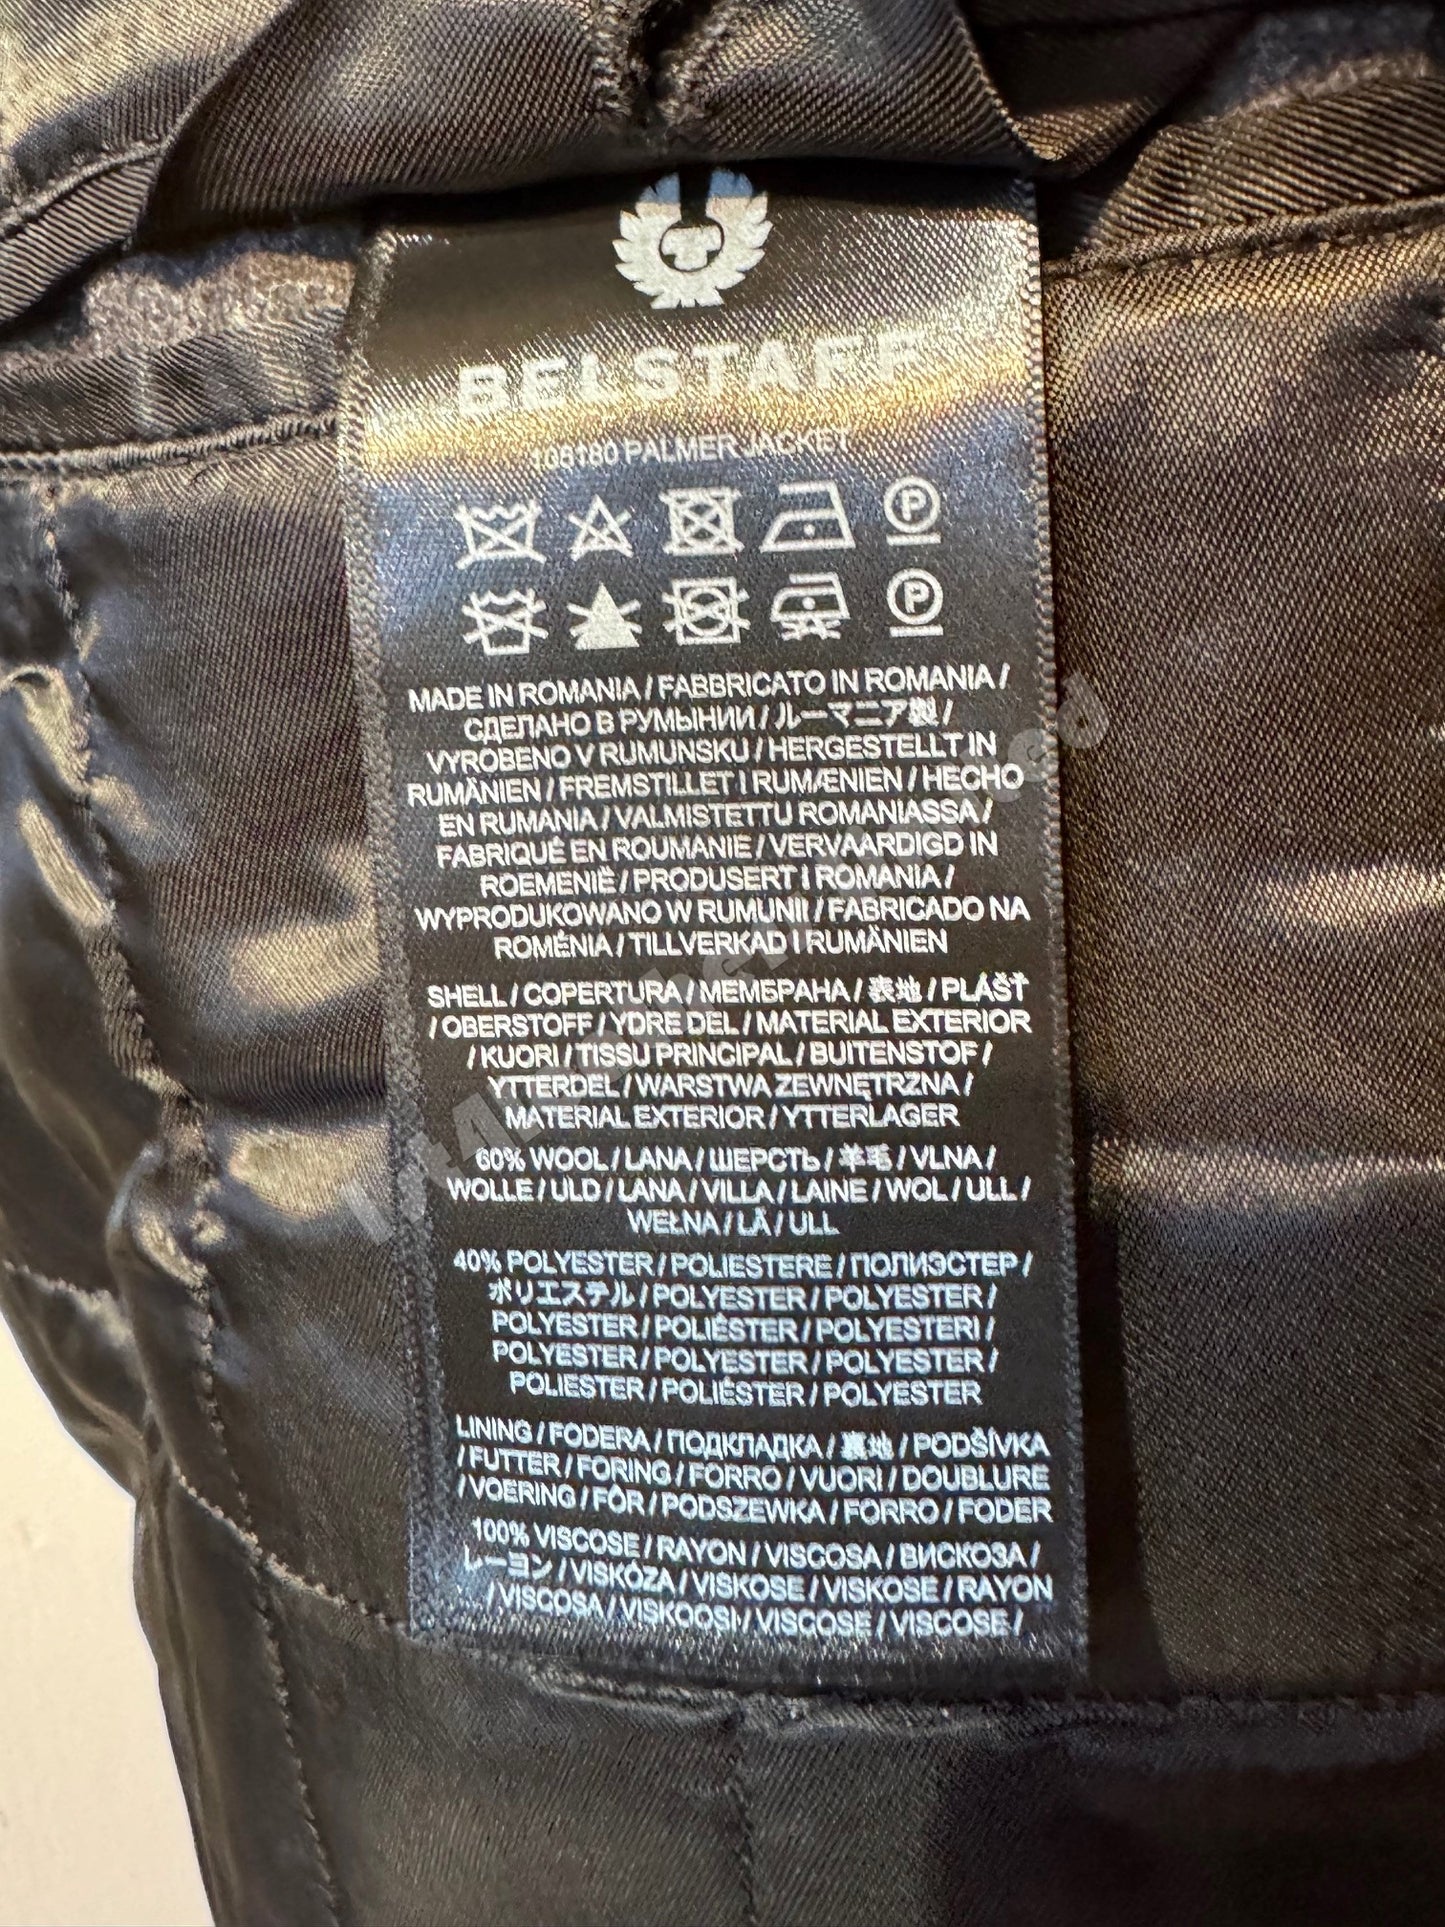 BELSTAFF
106180 PALMER JACKET
P
P
MADE IN ROMANIA / FABBRICATO IN ROMANIA /
СДЕЛАНО В РУМЫНИИ / ルーマニア製 /
VYROBENO V RUMUNSKU / HERGESTELLT IN
RUMÄNIEN / FREMSTILLET I RUMÆNIEN / HECHO
EN RUMANIA / VALMISTETTU ROMANIASSA /
FABRIQUÉ EN ROUMANIE / VERVAARDIGD IN
ROEMENIË / PRODUSERT I ROMANIA /
WYPRODUKOWANO W RUMUNII / FABRICADO NA
ROMÉNIA / TILLVERKAD I RUMÄNIEN
SHELL / COPERTURA / МЕМБРАНА / 表地 / PLÁŠŤ
/ OBERSTOFF / YDRE DEL / MATERIAL EXTERIOR
/ KUORI / TISSU PRINCIPAL / BUITENSTOF /
YTTERDEL / WARSTWA ZEWNĘTRZNA /
MATERIAL EXTERIOR / YTTERLAGER
60% WOOL / LANA / ШЕРСТЬ / 羊毛 / VLNA /
WOLLE / ULD / LANA / VILLA / LAINE / WOL / ULL /
WEŁNA / LÃ / ULL
40% POLYESTER / POLIESTERE / ПОЛИЭСТЕР /
ポリエステル / POLYESTER / POLYESTER /
POLYESTER / POLIÉSTER / POLYESTERI /
POLYESTER / POLYESTER / POLYESTER /
POLIESTER / POLIÉSTER / POLYESTER
LINING / FODERA / ПОДКЛАДКА / 裏地 / PODŠÍVKA
/ FUTTER / FORING / FORRO / VUORI / DOUBLURE
/ VOERING / FÔR / PODSZEWKA / FORRO / FODER
100% VISCOSE / RAYON / VISCOSA / ВИСКОЗА /
レーヨン / VISKÓZA / VISKOSE / VISKOSE / RAYON
/ VISCOSA / VISKOOSI / VISCOSE / VISCOSE /